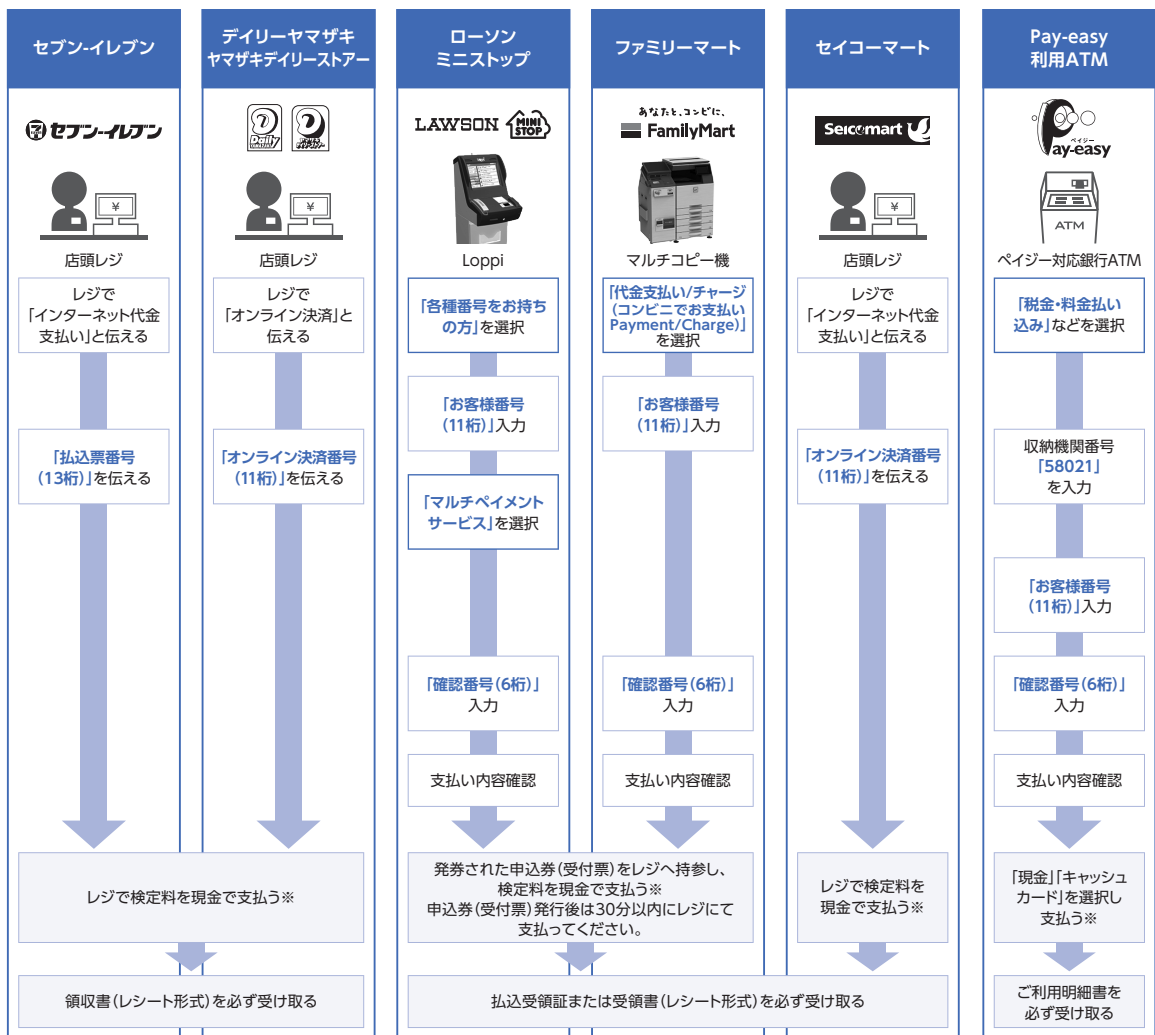 セブン-イレブン
デイリーヤマザキ
ヤマザキデイリーストアー
ローソン
ミニストップ
ファミリーマート
セイコーマート
Pay-easy
利用ATM
セブン-イレブン
Daily
LAWSON
MINI
STOP
あなたと、コンビに、
FamilyMart
Seicomart
ペイジー
Pay-easy
¥
¥
¥
ATM
店頭レジ
店頭レジ
Loppi
マルチコピー機
店頭レジ
ペイジー対応銀行ATM
レジで
「インターネット代金
支払い」と伝える
レジで
「オンライン決済」と
伝える
「各種番号をお持ち
の方」を選択
「代金支払い/チャージ
(コンビニでお支払い
Payment/Charge)」
を選択
レジで
「インターネット代金
支払い」と伝える
「税金・料金払い
込み」などを選択
「お客様番号
(11桁)」入力
「お客様番号
(11桁)」入力
「払込票番号
(13桁)」を伝える
「オンライン決済番号
(11桁)」を伝える
「マルチペイメント
サービス」を選択
「オンライン決済番号
(11桁)」を伝える
収納機関番号
「58021」
を入力
「お客様番号
(11桁)」入力
「確認番号(6桁)」
入力
「確認番号(6桁)」
入力
「確認番号(6桁)」
入力
支払い内容確認
支払い内容確認
支払い内容確認
レジで検定料を現金で支払う※
発券された申込券(受付票)をレジへ持参し、
検定料を現金で支払う※
申込券(受付票)発行後は30分以内にレジにて
支払ってください。
レジで検定料を
現金で支払う※
「現金」「キャッシュ
カード」を選択し
支払う※
領収書(レシート形式)を必ず受け取る
払込受領証または受領書(レシート形式)を必ず受け取る
ご利用明細書を
必ず受け取る